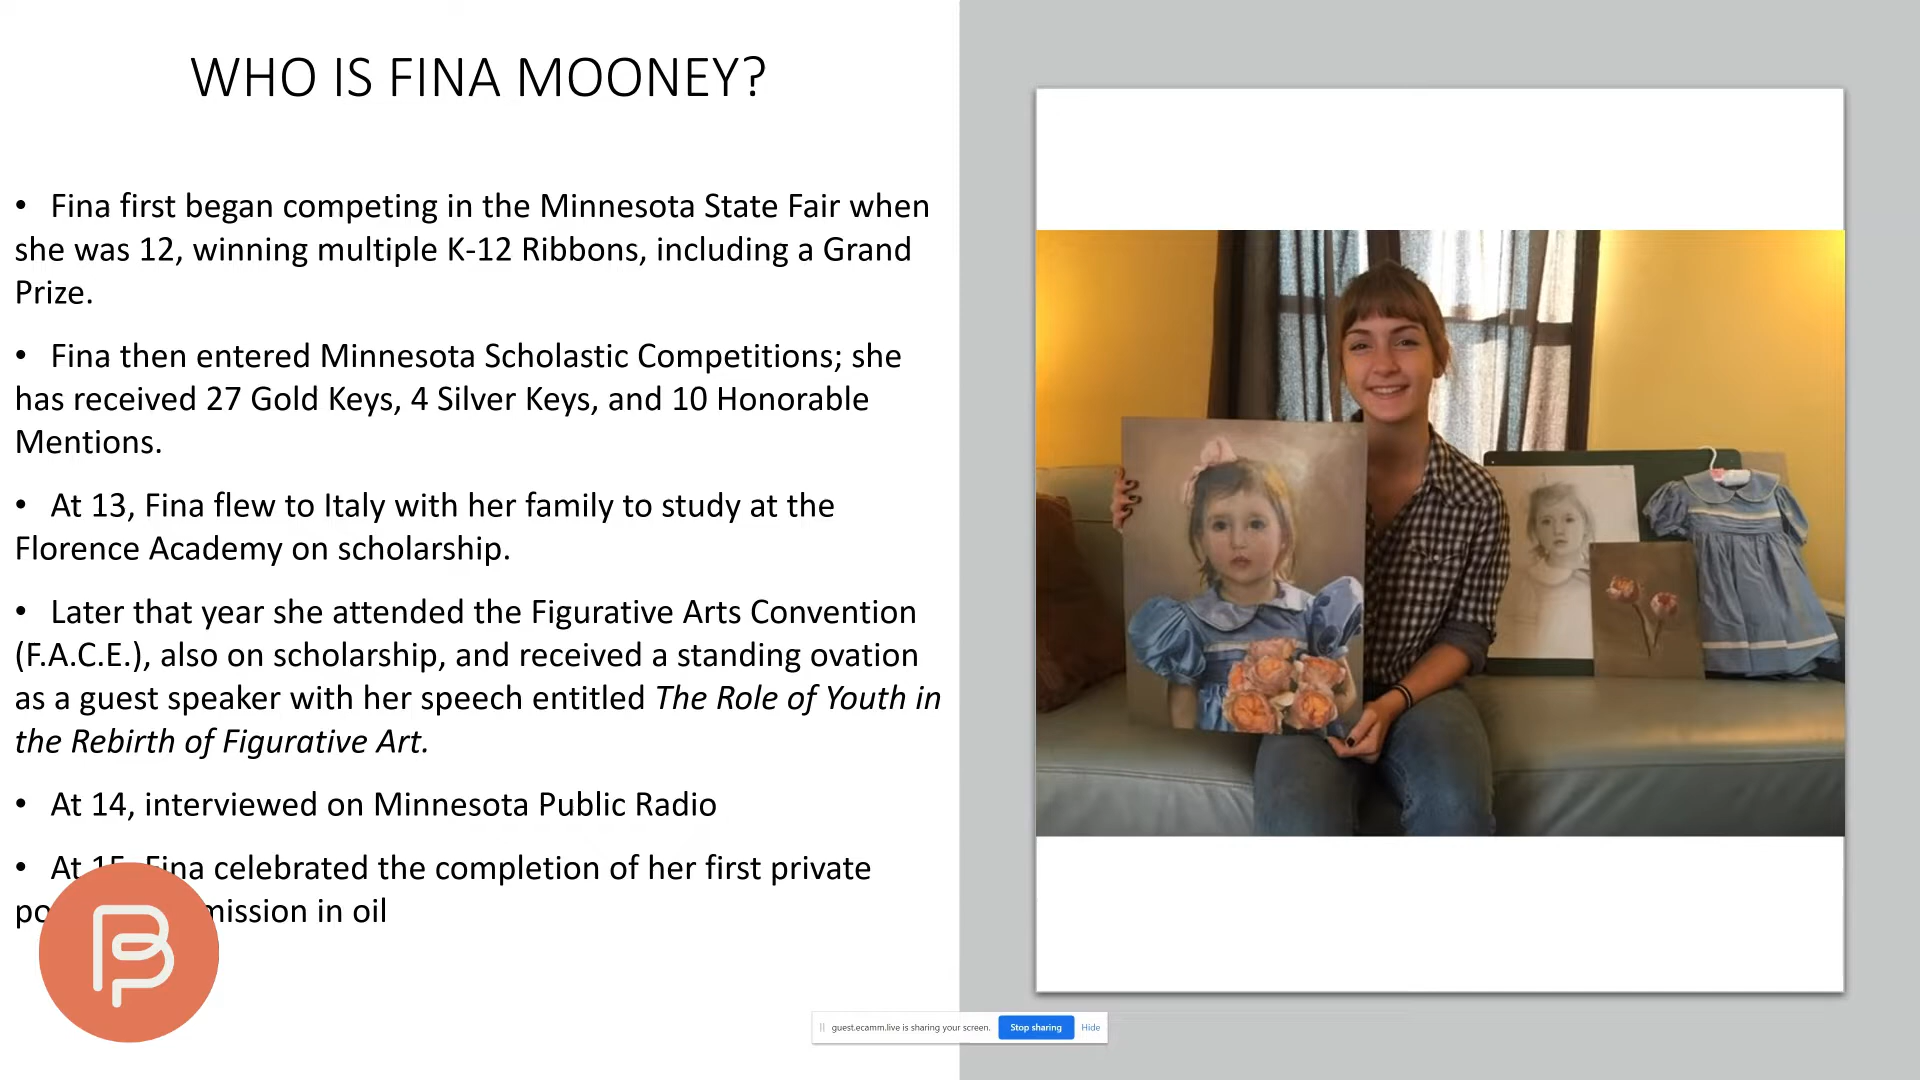 WHO IS FINA MOONEY?
• Fina first began competing in the Minnesota State Fair when
she was 12, winning multiple K-12 Ribbons, including a Grand
Prize.
• Fina then entered Minnesota Scholastic Competitions; she
has received 27 Gold Keys, 4 Silver Keys, and 10 Honorable
Mentions.
• At 13, Fina flew to Italy with her family to study at the
Florence Academy on scholarship.
• Later that year she attended the Figurative Arts Convention
(F.A.C.E.), also on scholarship, and received a standing ovation
as a guest speaker with her speech entitled The Role of Youth in
the Rebirth of Figurative Art.
• At 14, interviewed on Minnesota Public Radio
• At 15, Fina celebrated the completion of her first private
in oil
guest.ecamm.live is sharing your screen. Stop sharing Hide